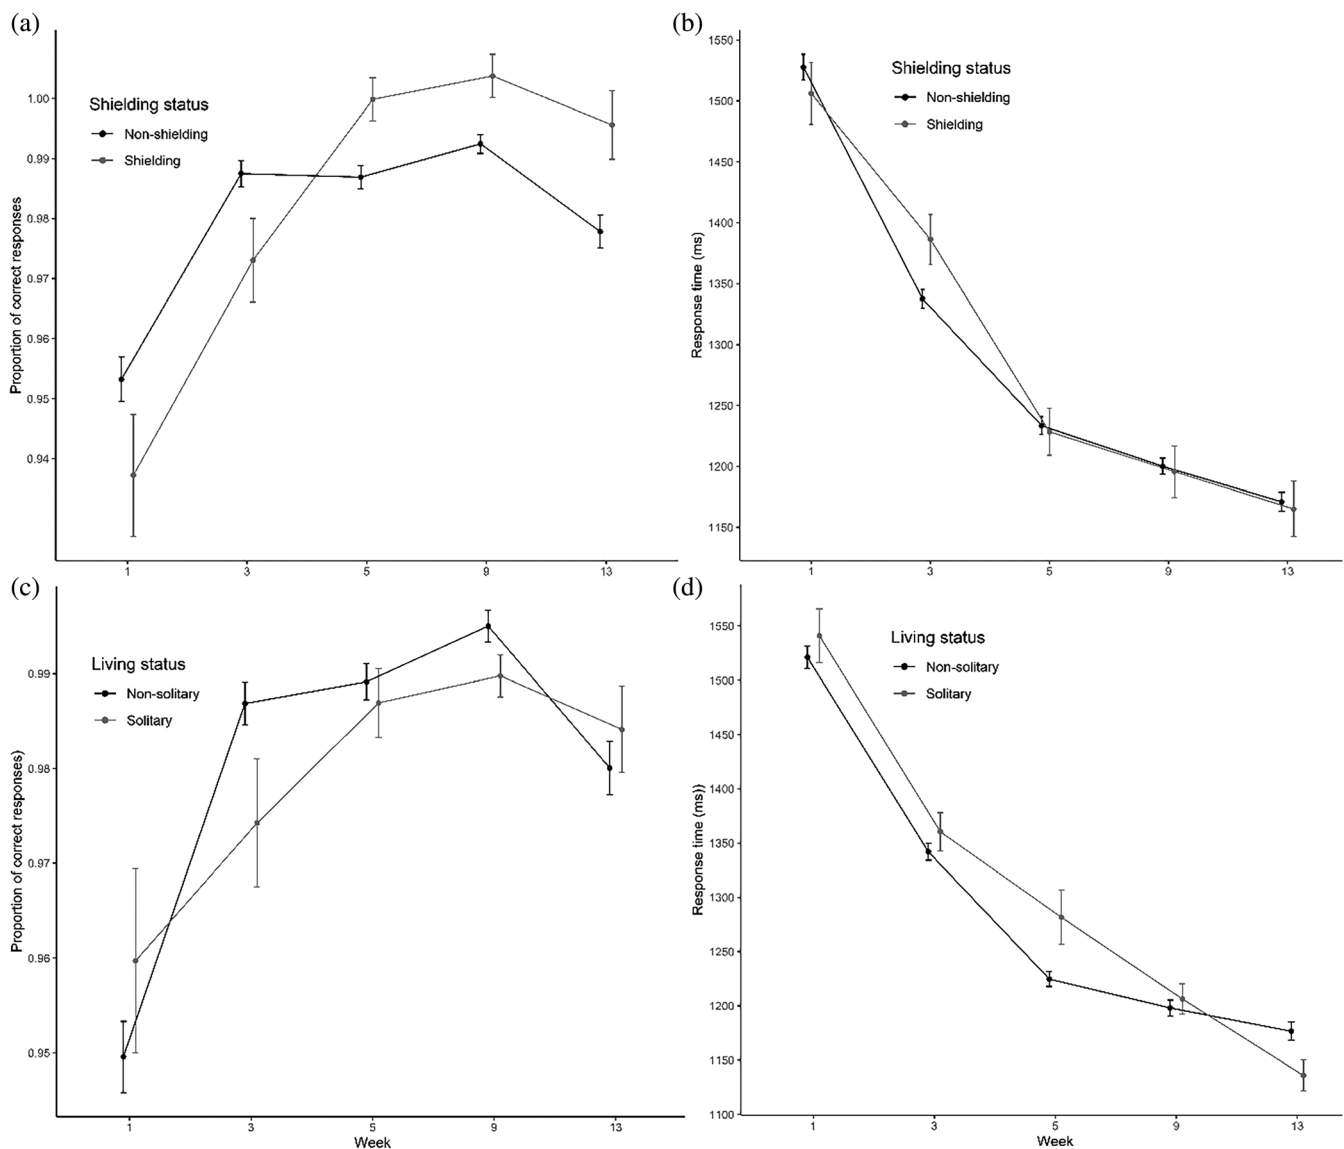 (a)
Shielding status
Non-shielding
Shielding
Proportion of correct responses
1.00
0.99
0.98
0.97
0.96
0.95
0.94
1 3 5 9 13
(b)
Shielding status
Non-shielding
Shielding
Response time (ms)
1550
1500
1450
1400
1350
1300
1250
1200
1150
1 3 5 9 13
(c)
Living status
Non-solitary
Solitary
Proportion of correct responses)
0.99
0.98
0.97
0.96
0.95
1 3 5 9 13
Week
(d)
Living status
Non-solitary
Solitary
Response time (ms))
1550
1500
1450
1400
1350
1300
1250
1200
1150
1100
1 3 5 9 13
Week